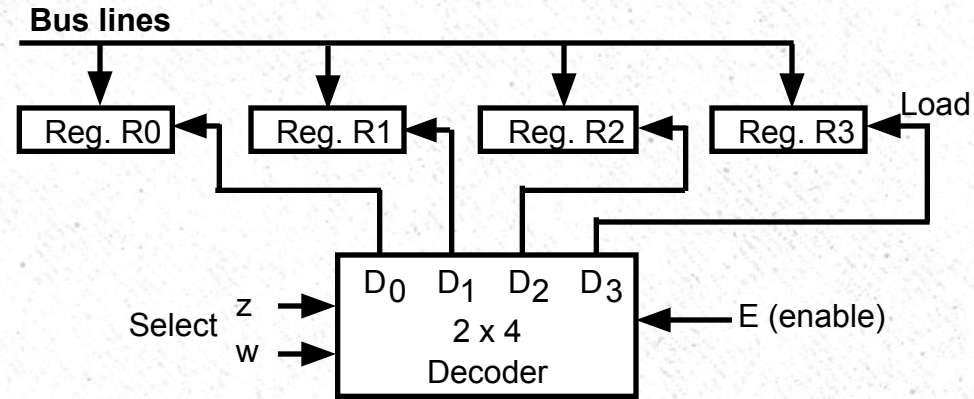 Bus lines
Load
Reg. R0 Reg. R1 Reg. R2 Reg. R3
D0 D1 D2 D3
z
Select
w
2 x 4
Decoder
E (enable)